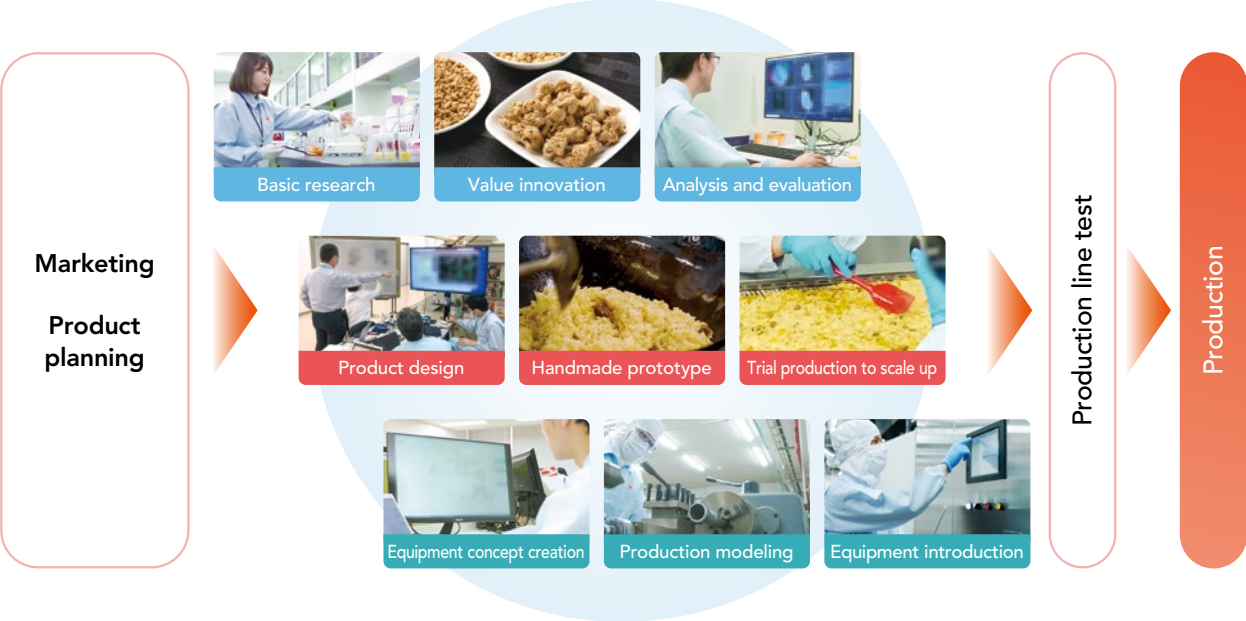 Marketing
Product
planning
Basic research
Value innovation
Analysis and evaluation
Product design
Handmade prototype
Trial production to scale up
Equipment concept creation
Production modeling
Equipment introduction
Production line test
Production